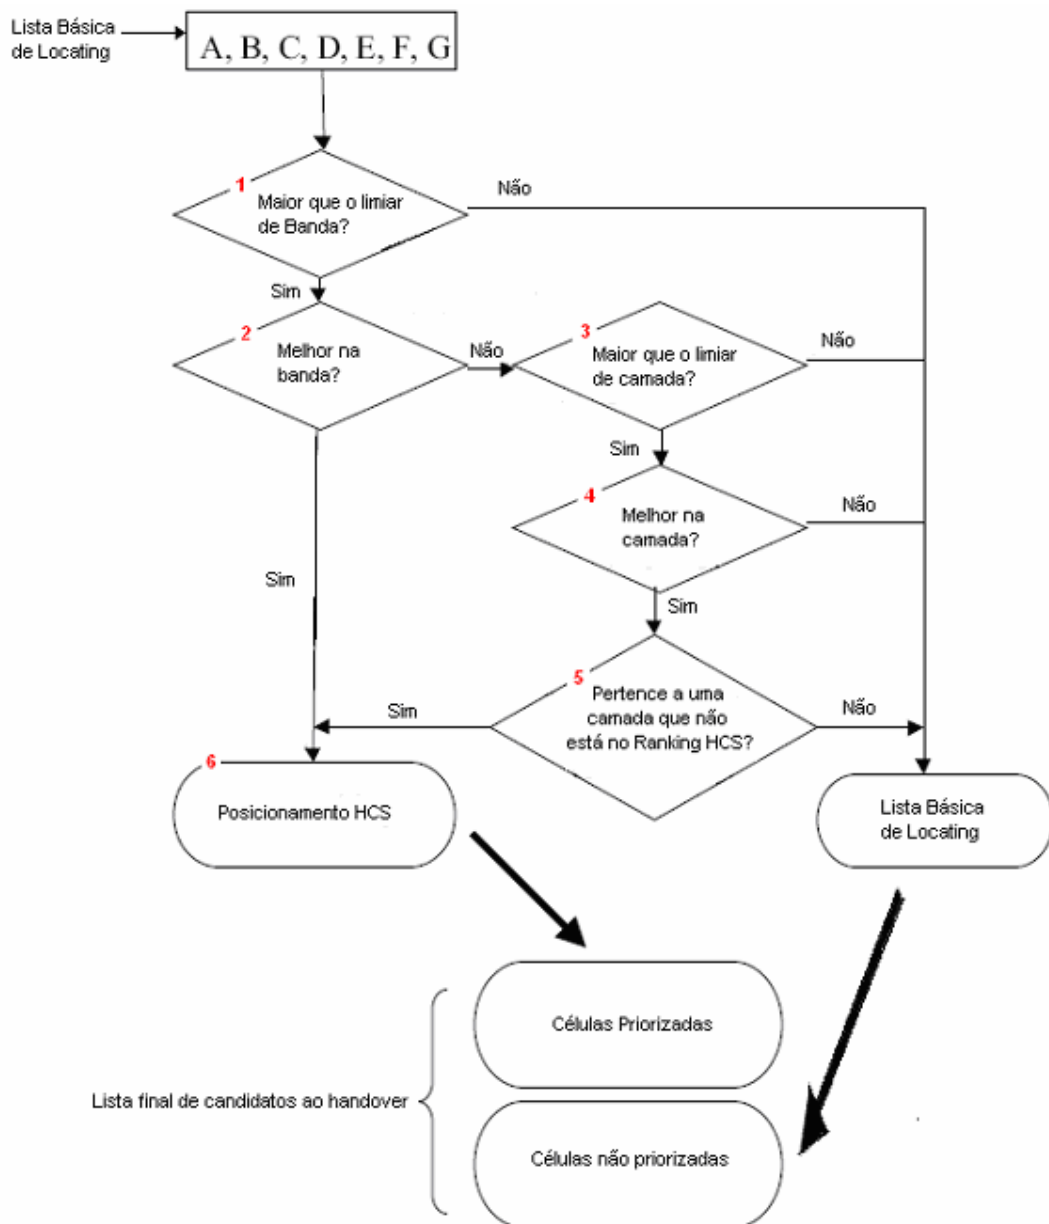 Lista Básica
de Locating
A, B, C, D, E, F, G
1
Maior que o limiar
de Banda?
Não
Sim
2
Melhor na
banda?
Não
3
Maior que o limiar
de camada?
Não
Sim
4
Melhor na
camada?
Não
Sim
Sim
5
Pertence a uma
camada que não
está no Ranking HCS?
Sim
Não
6
Posicionamento HCS
Lista Básica
de Locating
Células Priorizadas
Lista final de candidatos ao handover
Células não priorizadas